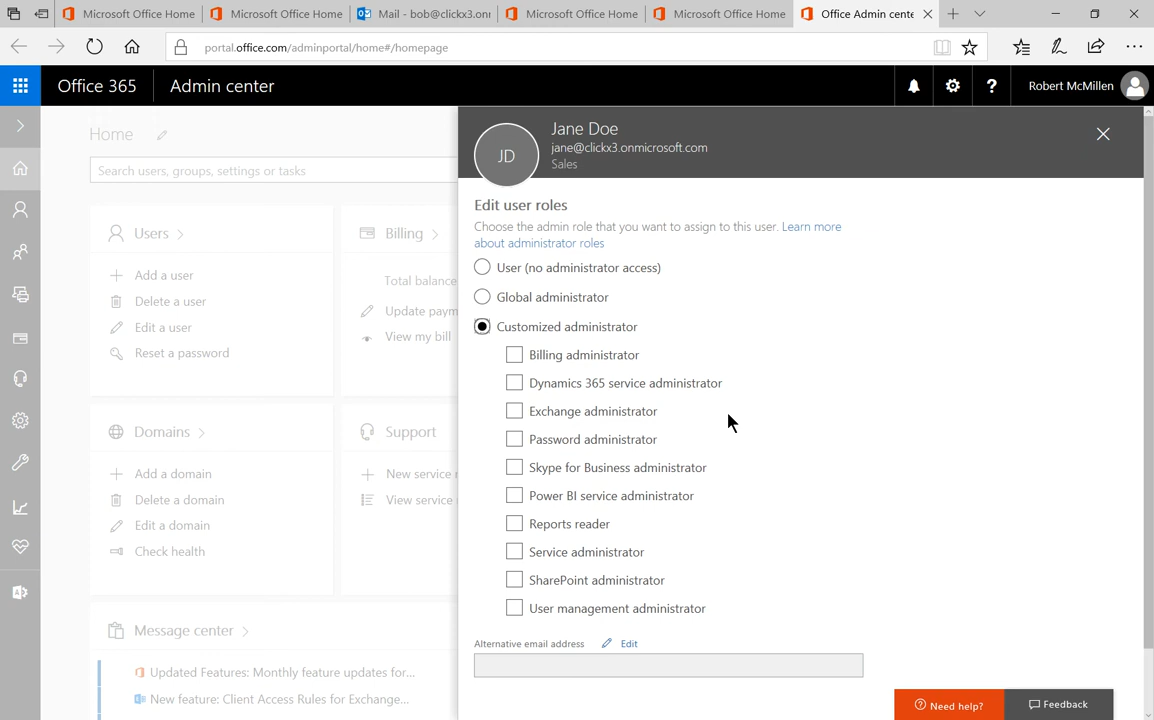 Microsoft Office Home
Microsoft Office Home
Mail - bob@clickx3.onr
Microsoft Office Home
Microsoft Office Home
Office Admin cente
portal.office.com/adminportal/home#/homepage
Office 365
Admin center
Robert McMillen
Home
Search users, groups, settings or tasks
Users
Add a user
Delete a user
Edit a user
Reset a password
Billing
Total balance
Update paym
View my bill
Domains
Add a domain
Delete a domain
Edit a domain
Check health
Support
New service r
View service
Message center
Updated Features: Monthly feature updates for...
New feature: Client Access Rules for Exchange...
JD
Jane Doe
jane@clickx3.onmicrosoft.com
Sales
Edit user roles
Choose the admin role that you want to assign to this user. Learn more
about administrator roles
User (no administrator access)
Global administrator
Customized administrator
Billing administrator
Dynamics 365 service administrator
Exchange administrator
Password administrator
Skype for Business administrator
Power BI service administrator
Reports reader
Service administrator
SharePoint administrator
User management administrator
Alternative email address
Edit
Need help?
Feedback